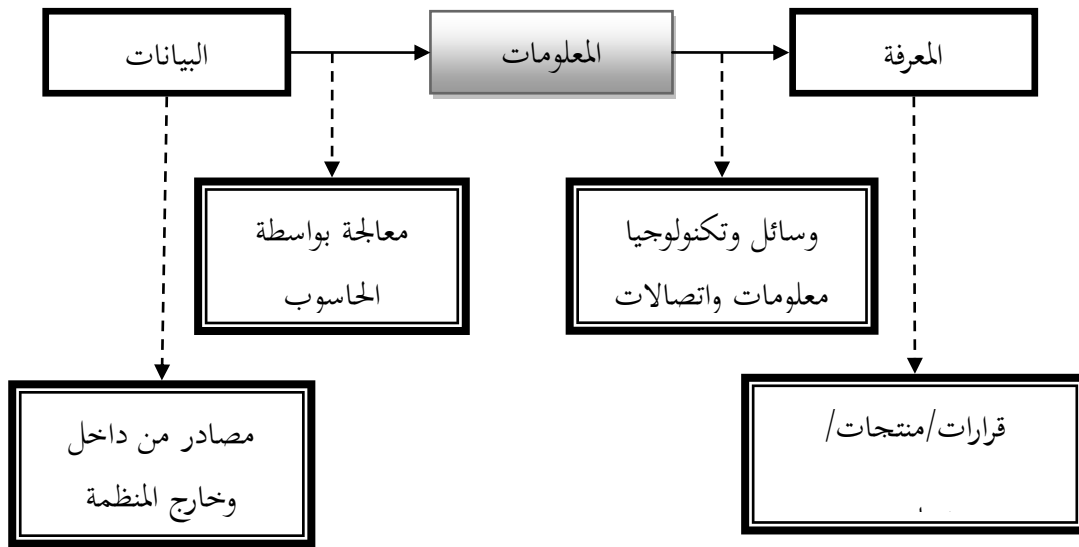 البيانات
المعلومات
المعرفة
معالجة بواسطة
الحاسوب
وسائل وتكنولوجيا
معلومات واتصالات
مصادر من داخل
وخارج المنظمة
قرارات/منتجات/